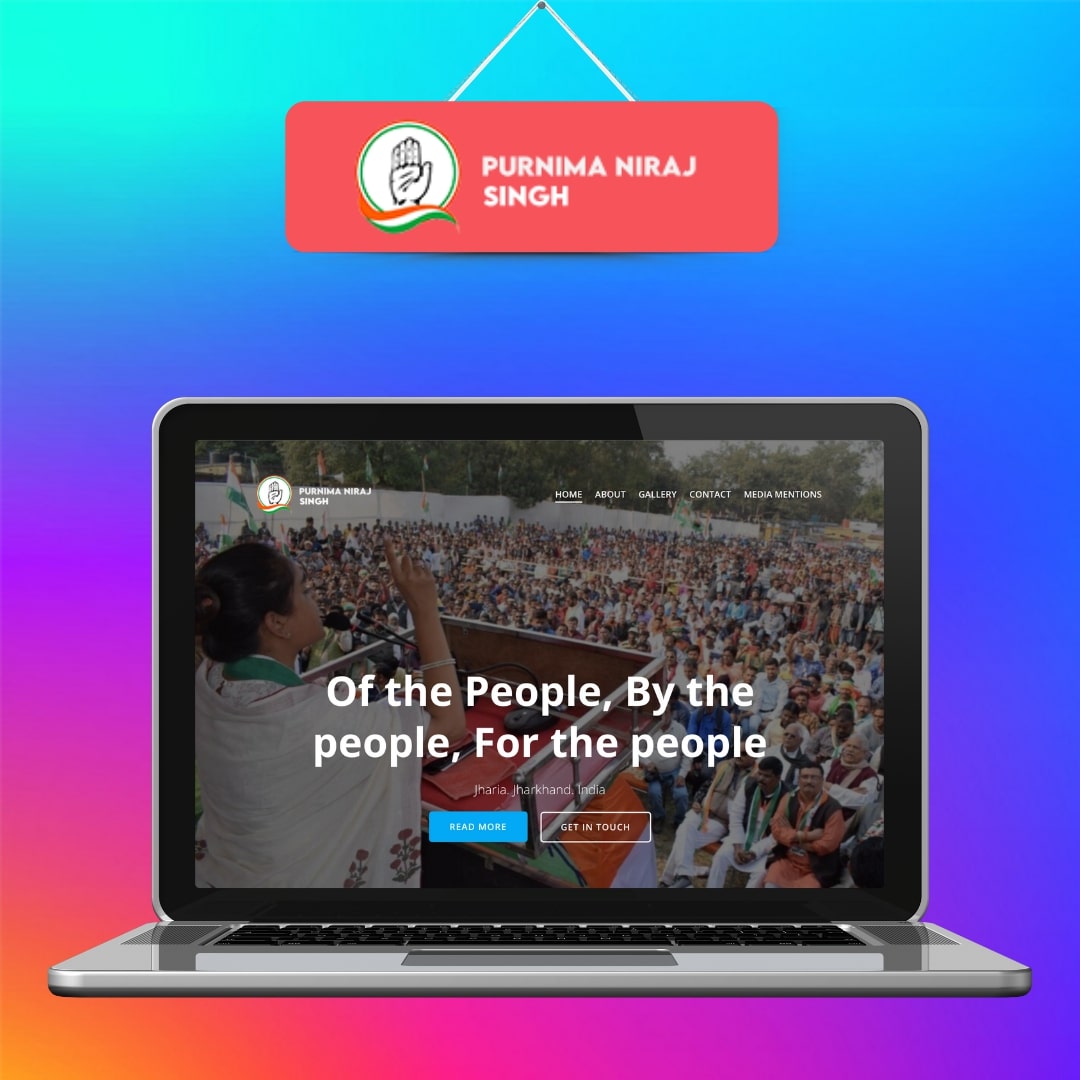 PURNIMA NIRAJ
SINGH
PURNIMA NIRAJ
SINGH
HOME ABOUT GALLERY CONTACT MEDIA MENTIONS
Of the People, By the
people, For the people
Jharia. Jharkhand. India
READ MORE GET IN TOUCH